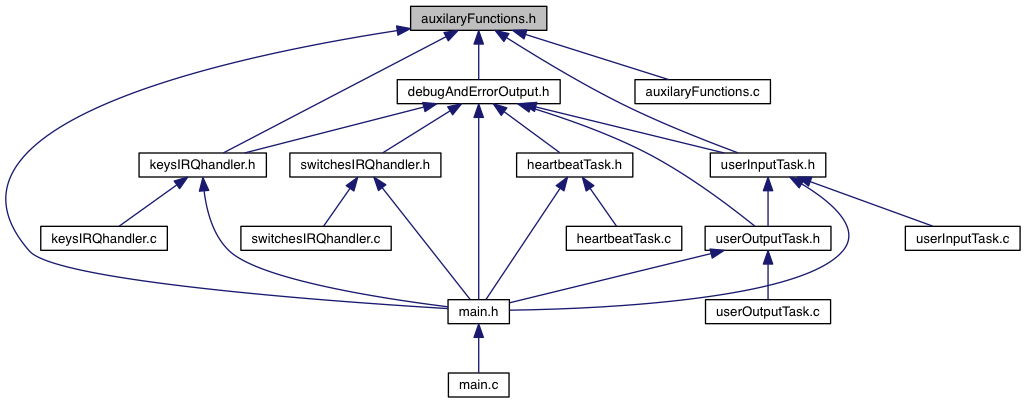 auxilaryFunctions.h
debugAndErrorOutput.h
auxilaryFunctions.c
keysIRQhandler.h
switchesIRQhandler.h
heartbeatTask.h
userInputTask.h
keysIRQhandler.c
switchesIRQhandler.c
heartbeatTask.c
userOutputTask.h
userInputTask.c
main.h
userOutputTask.c
main.c